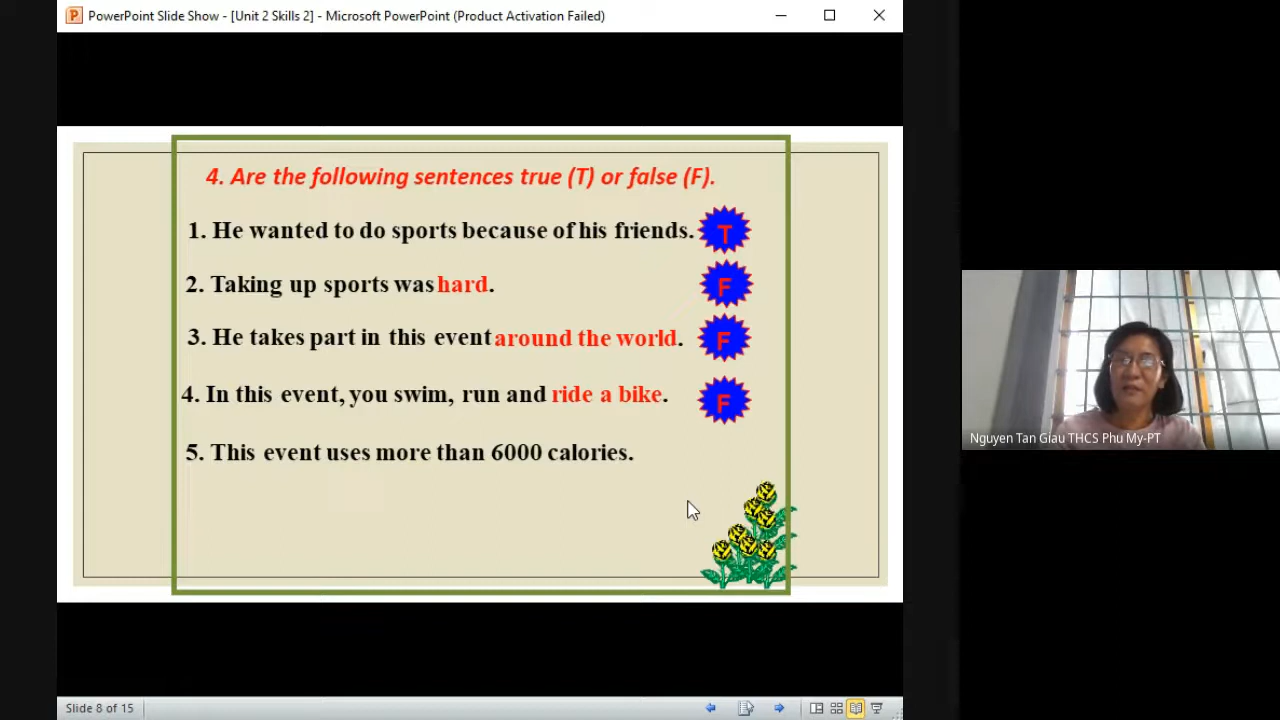 PowerPoint Slide Show - [Unit 2 Skills 2] - Microsoft PowerPoint (Product Activation Failed)
4. Are the following sentences true (T) or false (F).
1. He wanted to do sports because of his friends. T
2. Taking up sports was hard. F
3. He takes part in this event around the world. F
4. In this event, you swim, run and ride a bike. F
5. This event uses more than 6000 calories.
Nguyen Tan Giau THCS Phu My-PT
Slide 8 of 15